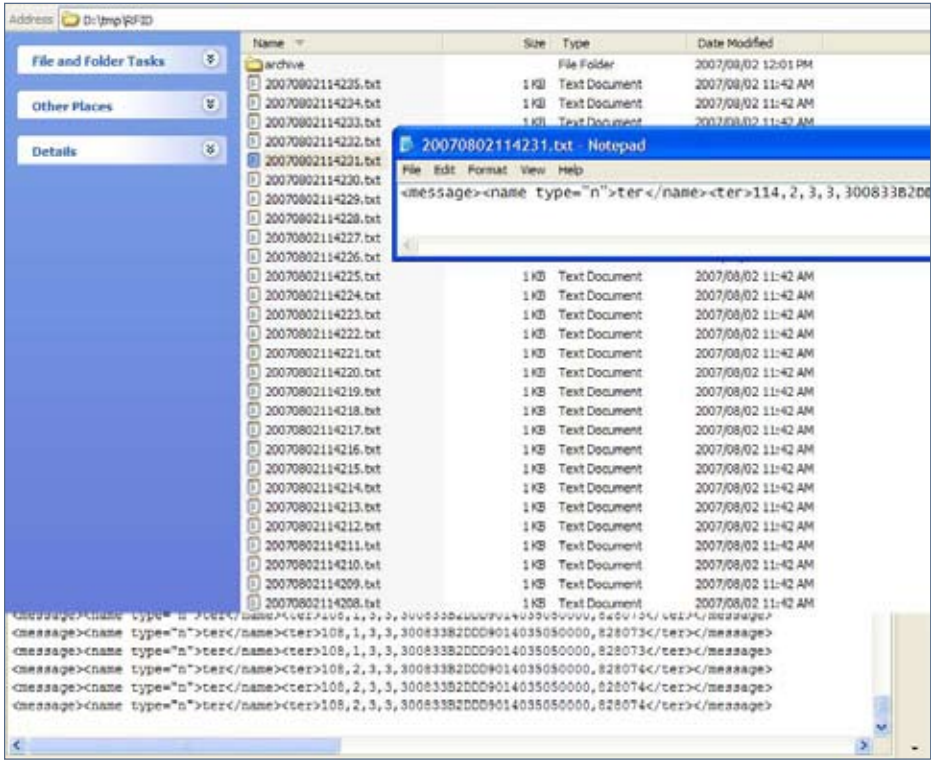 Address D:\tmp\RFID
Name Size Type Date Modified
File and Folder Tasks
Other Places
Details
archive File Folder 2007/08/02 12:01 PM
20070802114235.txt 1 KB Text Document 2007/08/02 11:42 AM
20070802114234.txt 1 KB Text Document 2007/08/02 11:42 AM
20070802114233.txt 1 KB Text Document 2007/08/02 11:42 AM
20070802114232.txt
20070802114231.txt
20070802114230.txt
20070802114229.txt
20070802114228.txt
20070802114227.txt
20070802114226.txt
20070802114231.txt - Notepad
File Edit Format View Help
<message><name type="n">ter</name><ter>114,2,3,3,300833B2DD
20070802114225.txt 1 KB Text Document 2007/08/02 11:42 AM
20070802114224.txt 1 KB Text Document 2007/08/02 11:42 AM
20070802114223.txt 1 KB Text Document 2007/08/02 11:42 AM
20070802114222.txt 1 KB Text Document 2007/08/02 11:42 AM
20070802114221.txt 1 KB Text Document 2007/08/02 11:42 AM
20070802114220.txt 1 KB Text Document 2007/08/02 11:42 AM
20070802114219.txt 1 KB Text Document 2007/08/02 11:42 AM
20070802114218.txt 1 KB Text Document 2007/08/02 11:42 AM
20070802114217.txt 1 KB Text Document 2007/08/02 11:42 AM
20070802114216.txt 1 KB Text Document 2007/08/02 11:42 AM
20070802114215.txt 1 KB Text Document 2007/08/02 11:42 AM
20070802114214.txt 1 KB Text Document 2007/08/02 11:42 AM
20070802114213.txt 1 KB Text Document 2007/08/02 11:42 AM
20070802114212.txt 1 KB Text Document 2007/08/02 11:42 AM
20070802114211.txt 1 KB Text Document 2007/08/02 11:42 AM
20070802114210.txt 1 KB Text Document 2007/08/02 11:42 AM
20070802114209.txt 1 KB Text Document 2007/08/02 11:42 AM
20070802114208.txt 1 KB Text Document 2007/08/02 11:42 AM
<message><name type="n">ter</name><ter>108,1,3,3,300833B2DDD9014035050000,828073</ter></message>
<message><name type="n">ter</name><ter>108,1,3,3,300833B2DDD9014035050000,828073</ter></message>
<message><name type="n">ter</name><ter>108,1,3,3,300833B2DDD9014035050000,828073</ter></message>
<message><name type="n">ter</name><ter>108,2,3,3,300833B2DDD9014035050000,828074</ter></message>
<message><name type="n">ter</name><ter>108,2,3,3,300833B2DDD9014035050000,828074</ter></message>